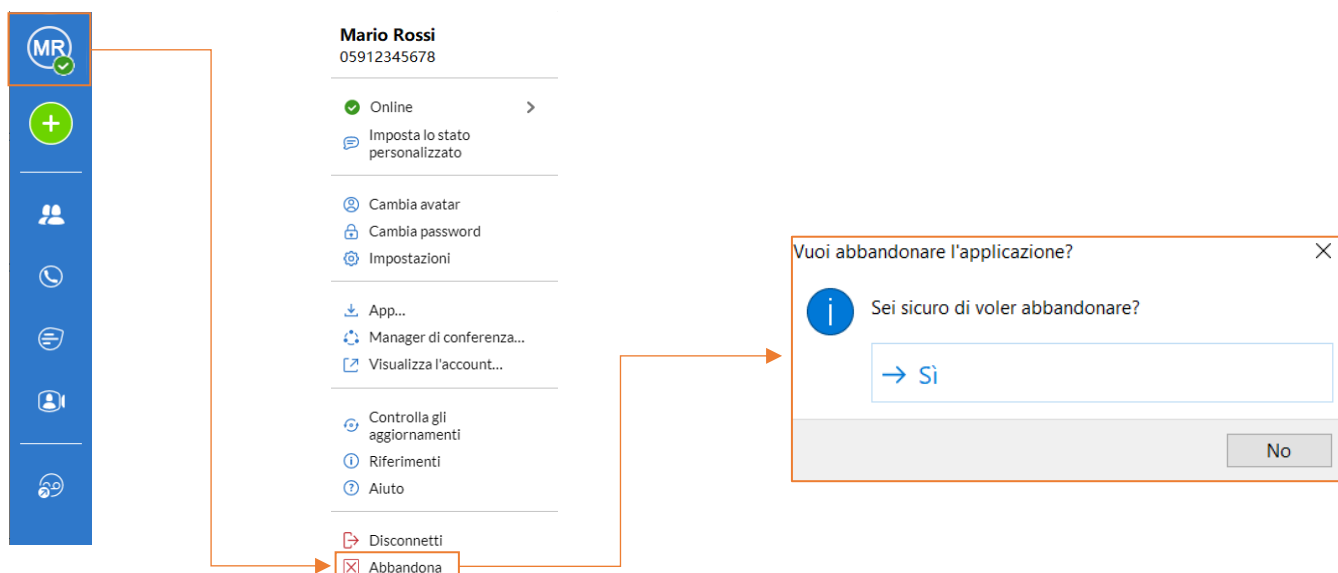 MR
Mario Rossi
05912345678
Online
Imposta lo stato
personalizzato
Cambia avatar
Cambia password
Impostazioni
App...
Manager di conferenza...
Visualizza l'account...
Controlla gli
aggiornamenti
Riferimenti
Aiuto
Disconnetti
Abbandona
Vuoi abbandonare l'applicazione?
Sei sicuro di voler abbandonare?
→ Sì
No